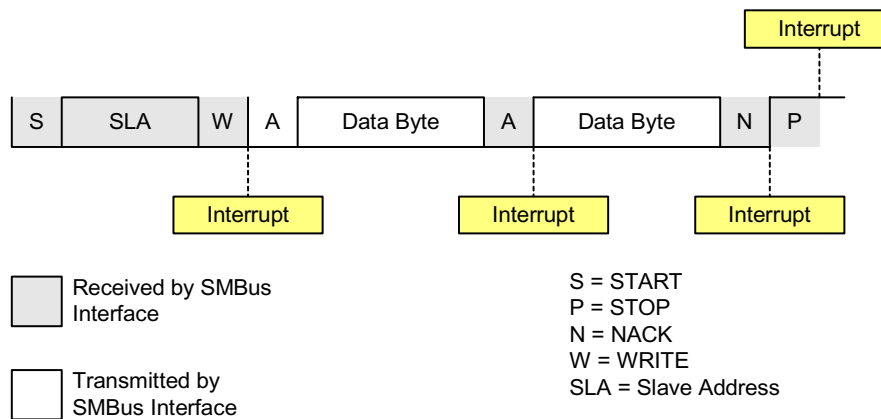 Interrupt
S SLA W A Data Byte A Data Byte N P
Interrupt Interrupt Interrupt
Received by SMBus
Interface
Transmitted by
SMBus Interface
S = START
P = STOP
N = NACK
W = WRITE
SLA = Slave Address